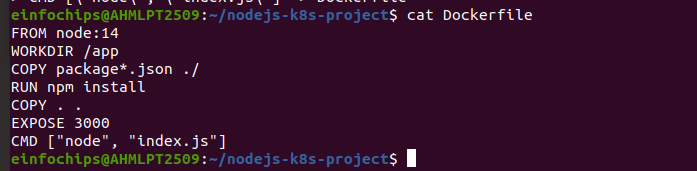 einfochips@AHMLPT2509:~/nodejs-k8s-project$ cat Dockerfile
FROM node:14
WORKDIR /app
COPY package*.json ./
RUN npm install
COPY . .
EXPOSE 3000
CMD ["node", "index.js"]
einfochips@AHMLPT2509:~/nodejs-k8s-project$